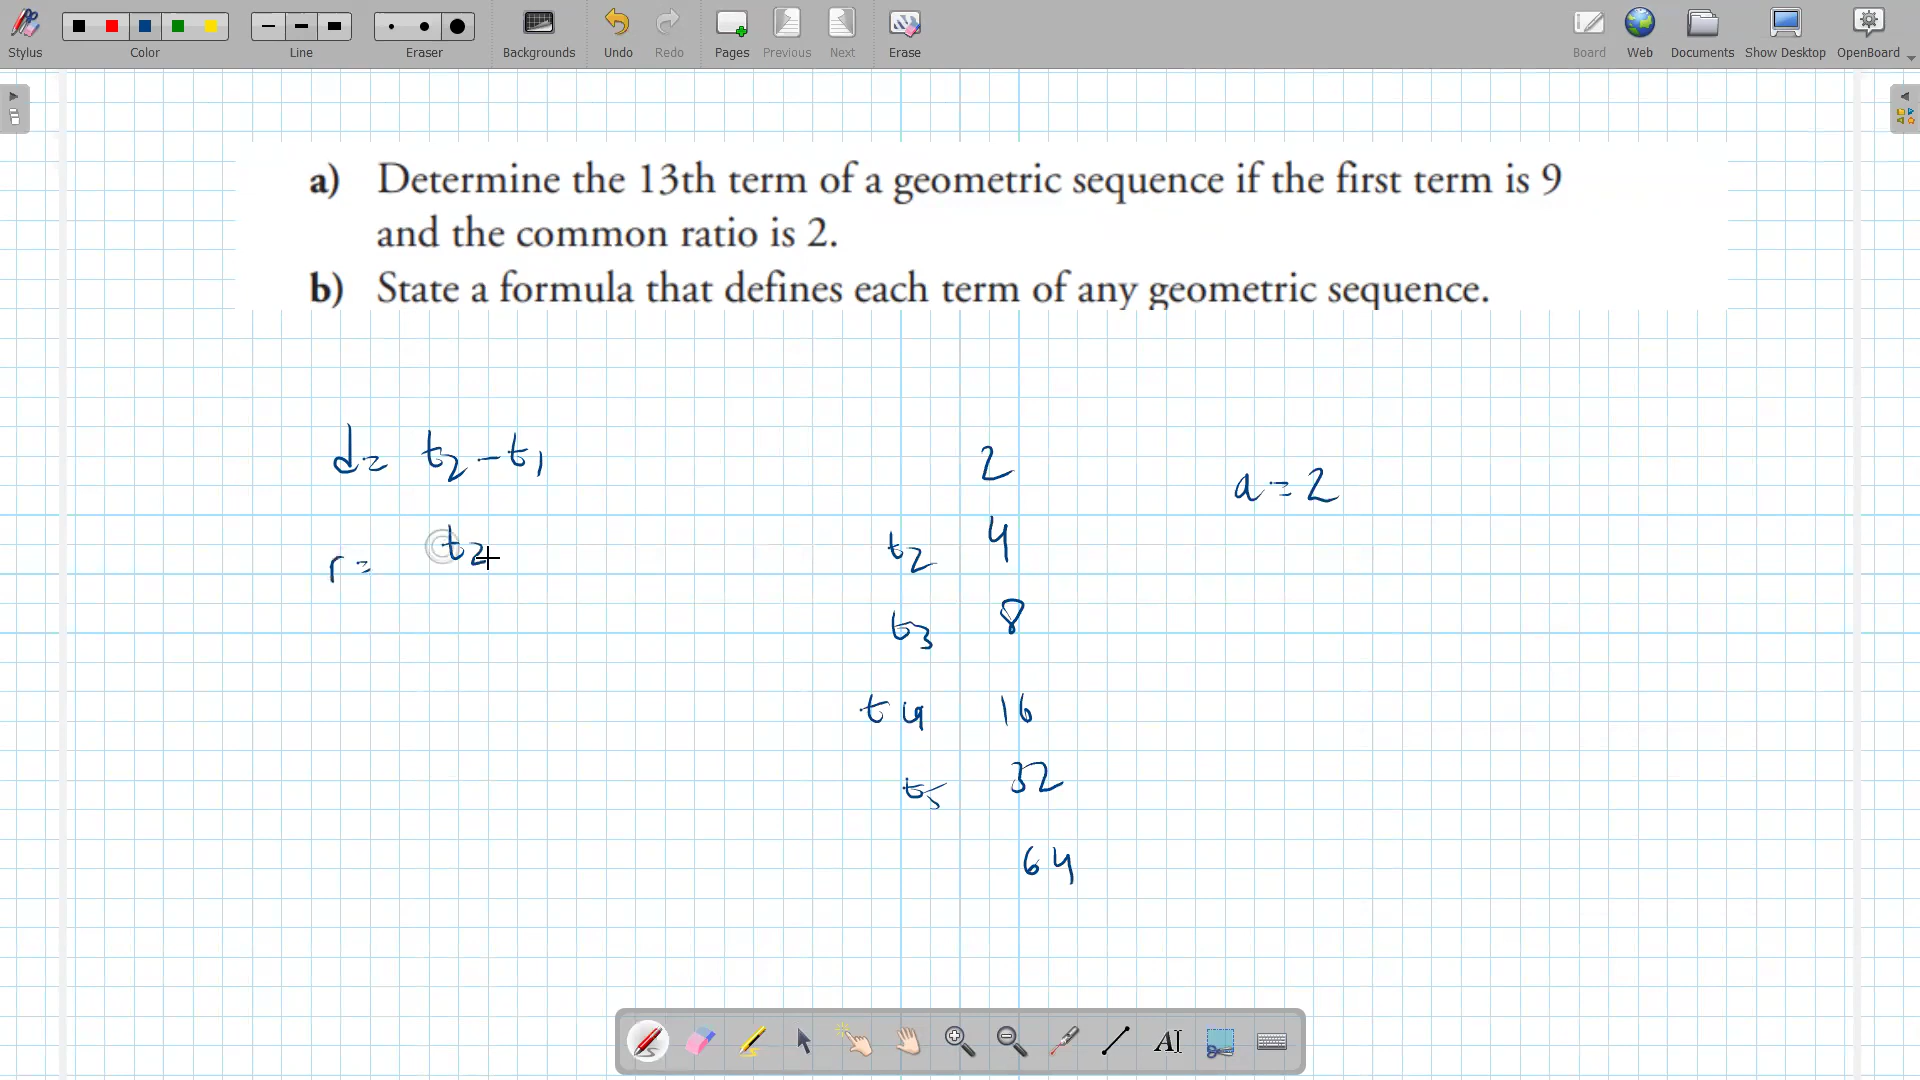 Stylus Color Line Eraser Backgrounds Undo Redo Pages Previous Next Erase Board Web Documents Show Desktop OpenBoard
a) Determine the 13th term of a geometric sequence if the first term is 9
and the common ratio is 2.
b) State a formula that defines each term of any geometric sequence.
d = t2 - t1
r = t2
2
t2 4
t3 8
t4 16
t5 32
64
a = 2